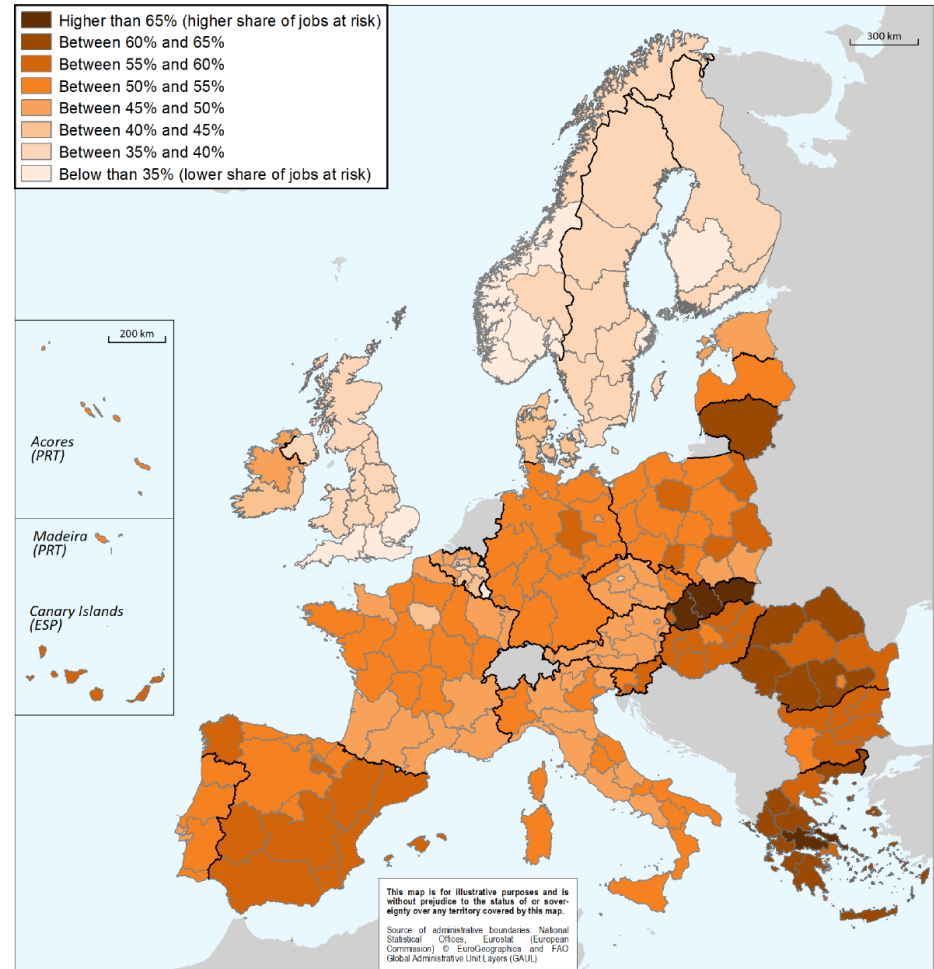 Higher than 65% (higher share of jobs at risk)
Between 60% and 65%
Between 55% and 60%
Between 50% and 55%
Between 45% and 50%
Between 40% and 45%
Between 35% and 40%
Below than 35% (lower share of jobs at risk)
300 km
200 km
Acores
(PRT)
Madeira
(PRT)
Canary Islands
(ESP)
This map is for illustrative purposes and is
without prejudice to the status of or sover-
eignty over any territory covered by this map.
Source of administrative boundaries: National
Statistical Offices, Eurostat (European
Commission) © EuroGeographics and FAO
Global Administrative Unit Layers (GAUL).